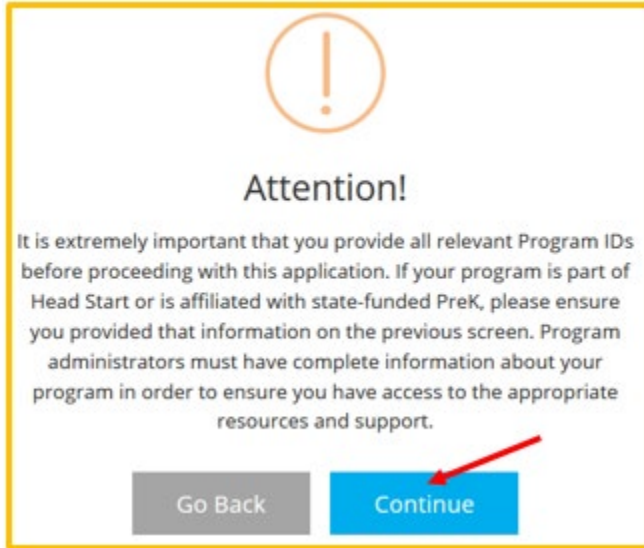 Attention!
It is extremely important that you provide all relevant Program IDs
before proceeding with this application. If your program is part of
Head Start or is affiliated with state-funded PreK, please ensure
you provided that information on the previous screen. Program
administrators must have complete information about your
program in order to ensure you have access to the appropriate
resources and support.
Go Back Continue